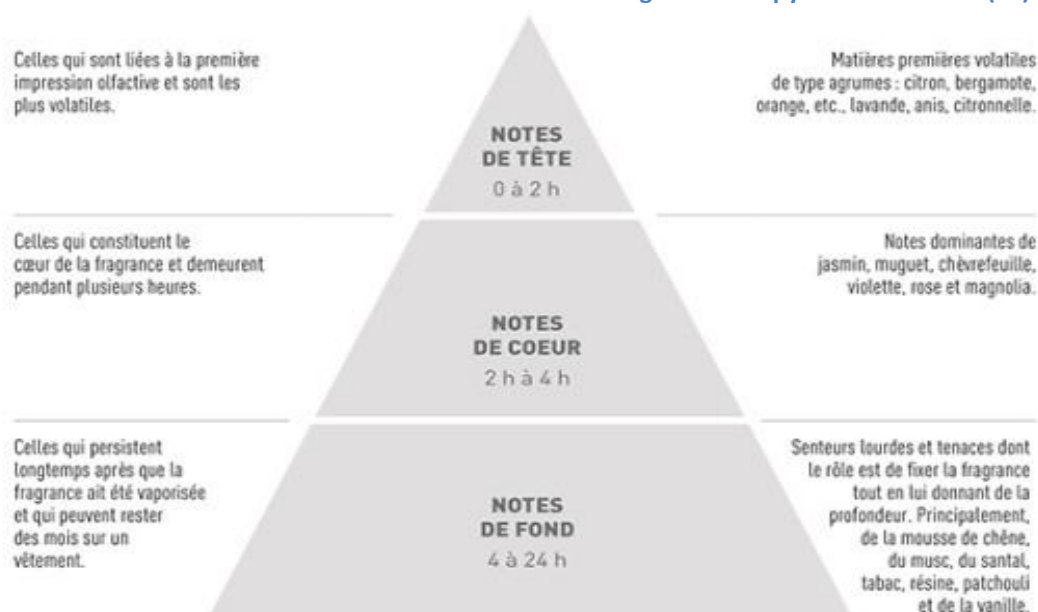 Celles qui sont liées à la première
impression olfactive et sont les
plus volatiles.
NOTES
DE TÊTE
0 à 2 h
Matières premières volatiles
de type agrumes : citron, bergamote,
orange, etc., lavande, anis, citronnelle.
Celles qui constituent le
cœur de la fragrance et demeurent
pendant plusieurs heures.
NOTES
DE COEUR
2 h à 4 h
Notes dominantes de
jasmin, muguet, chèvrefeuille,
violette, rose et magnolia.
Celles qui persistent
longtemps après que la
fragrance ait été vaporisée
et qui peuvent rester
des mois sur un
vêtement.
NOTES
DE FOND
4 à 24 h
Senteurs lourdes et tenaces dont
le rôle est de fixer la fragrance
tout en lui donnant de la
profondeur. Principalement,
de la mousse de chêne,
du musc, du santal,
tabac, résine, patchouli
et de la vanille.